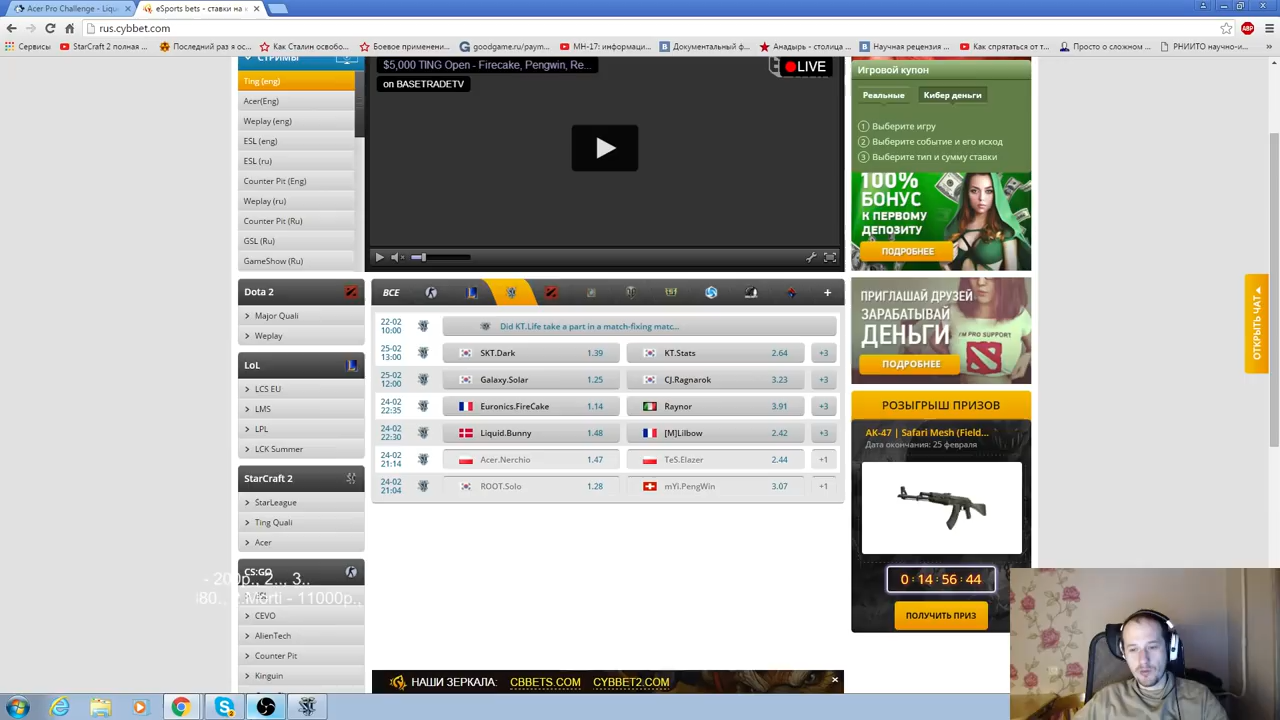 Acer Pro Challenge - Liqu
eSports bets - ставки на к
rus.cybbet.com
Сервисы
StarCraft 2 полная ...
Последний раз я ос...
Как Сталин освобо...
Боевое применени...
goodgame.ru/paym...
МН-17: информаци...
Документальный ф...
Анадырь - столица ...
Научная рецензия ...
Как спрятаться от т...
Просто о сложном ...
РНИИТО научно-и...
СТРИМЫ
Ting (eng)
Acer(Eng)
Weplay (eng)
ESL (eng)
ESL (ru)
Counter Pit (Eng)
Weplay (ru)
Counter Pit (Ru)
GSL (Ru)
GameShow (Ru)
$5,000 TING Open - Firecake, Pengwin, Re...
on BASETRADETV
LIVE
Игровой купон
Реальные
Кибер деньги
1 Выберите игру
2 Выберите событие и его исход
3 Выберите тип и сумму ставки
100%
БОНУС
К ПЕРВОМУ
ДЕПОЗИТУ
ПОДРОБНЕЕ
ПРИГЛАШАЙ ДРУЗЕЙ
ЗАРАБАТЫВАЙ
ДЕНЬГИ
I'M PRO SUPPORT
ПОДРОБНЕЕ
ОТКРЫТЬ ЧАТ
Dota 2
Major Quali
Weplay
LoL
LCS EU
LMS
LPL
LCK Summer
StarCraft 2
StarLeague
Ting Quali
Acer
CS:GO
- 200р., 2.., 3..
380., 2.Morti - 11000р.,
CEVO
AlienTech
Counter Pit
Kinguin
ВСЕ
+
22-02
10:00
Did KT.Life take a part in a match-fixing matc...
25-02
13:00
SKT.Dark 1.39
KT.Stats 2.64
+3
25-02
12:00
Galaxy.Solar 1.25
CJ.Ragnarok 3.23
+3
24-02
22:35
Euronics.FireCake 1.14
Raynor 3.91
+3
24-02
22:30
Liquid.Bunny 1.48
[M]Lilbow 2.42
+3
24-02
21:14
Acer.Nerchio 1.47
TeS.Elazer 2.44
+1
24-02
21:04
ROOT.Solo 1.28
mYi.PengWin 3.07
+1
РОЗЫГРЫШ ПРИЗОВ
AK-47 | Safari Mesh (Field...
Дата окончания: 25 февраля
0 : 14 : 56 : 44
ПОЛУЧИТЬ ПРИЗ
НАШИ ЗЕРКАЛА: CBBETS.COM CYBBET2.COM